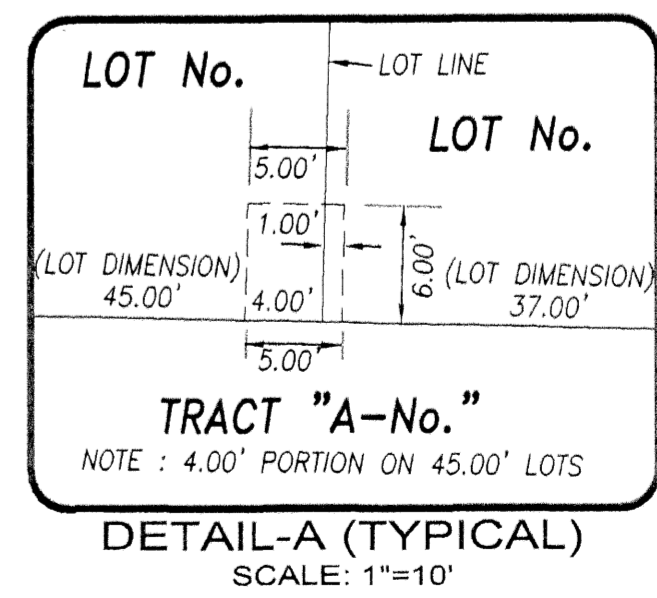 LOT No.
LOT LINE
LOT No.
5.00'
1.00'
6.00'
(LOT DIMENSION)
45.00'
4.00'
(LOT DIMENSION)
37.00'
5.00'
TRACT "A-No."
NOTE : 4.00' PORTION ON 45.00' LOTS
DETAIL-A (TYPICAL)
SCALE: 1"=10'